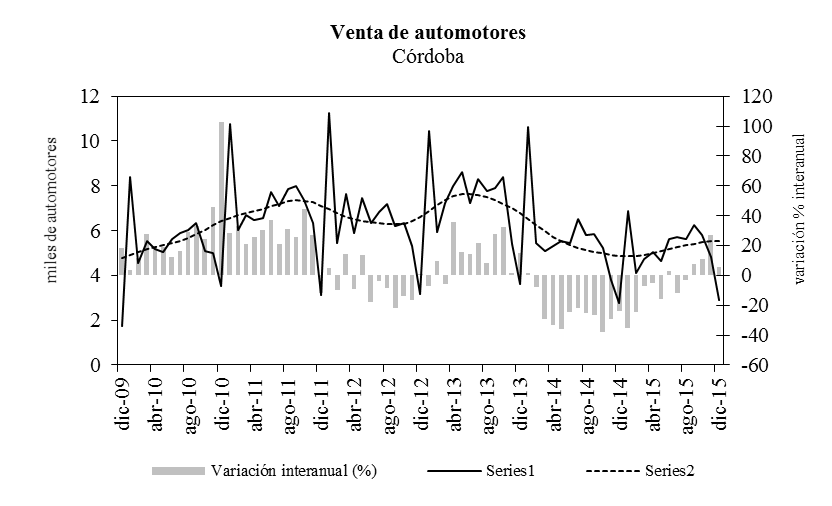 Venta de automotores
Córdoba
miles de automotores
12
10
8
6
4
2
0
120
100
80
60
40
20
0
-20
-40
-60
variación % interanual
dic-09
abr-10
ago-10
dic-10
abr-11
ago-11
dic-11
abr-12
ago-12
dic-12
abr-13
ago-13
dic-13
abr-14
ago-14
dic-14
abr-15
ago-15
dic-15
Variación interanual (%)
Series1
Series2